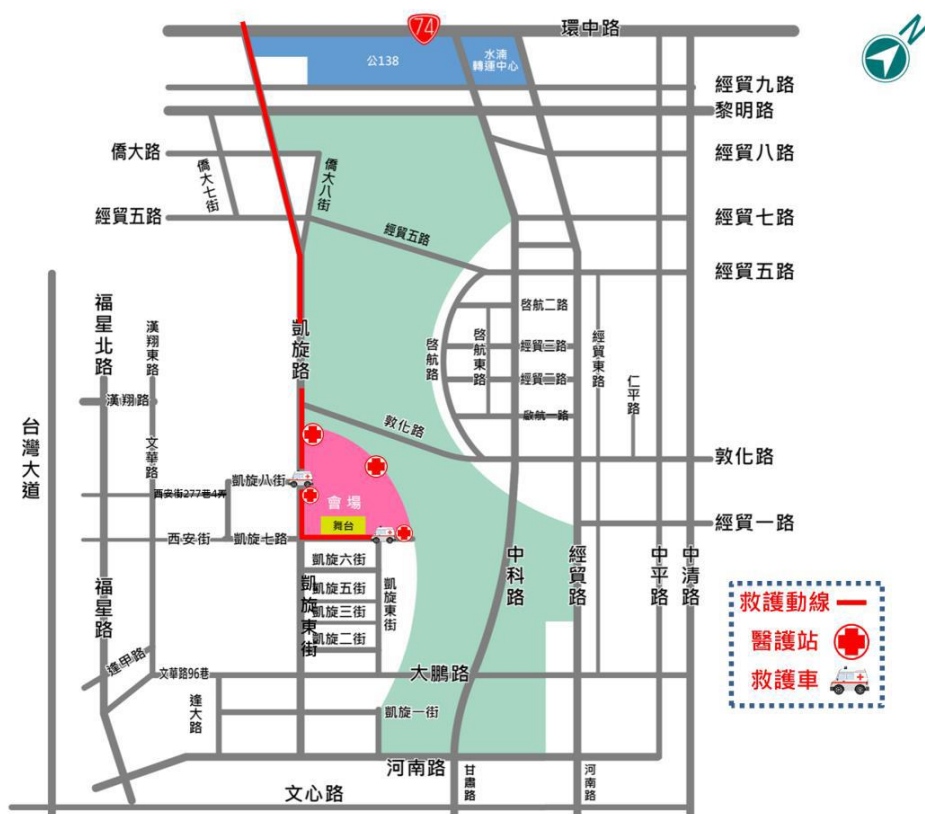 74
環中路
N
公138
水湳
轉運中心
經貿九路
黎明路
僑大路
僑大七街
僑大八街
經貿八路
經貿五路
經貿五路
經貿七路
經貿五路
福星北路
漢翔東路
凱旋路
啓航二路
啓航路
啓航東路
經貿三路
經貿二路
啟航一路
經貿東路
仁平路
漢翔路
台灣大道
文華路
敦化路
敦化路
凱旋八街
西安街277巷4弄
會場
舞台
經貿一路
西安街
凱旋七路
凱旋六街
凱旋五街
凱旋三街
凱旋二街
凱旋東街
凱旋東街
中科路
經貿路
中平路
中清路
福星路
救護動線
醫護站
救護車
逢甲路
文華路96巷
大鵬路
逢大路
凱旋一街
河南路
甘肅路
河南路
文心路